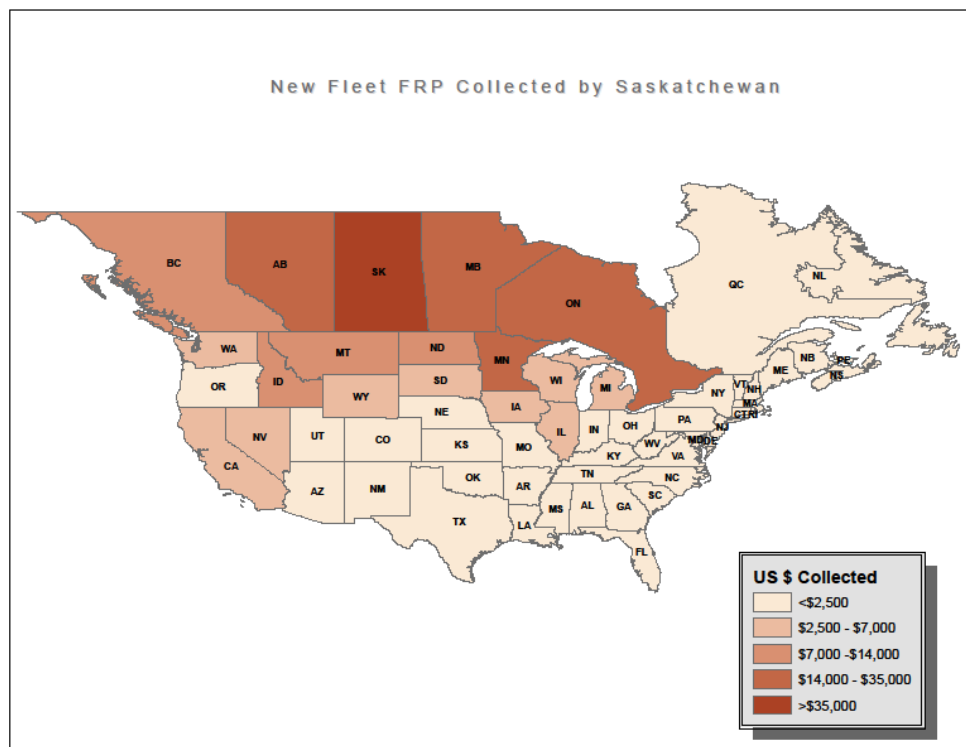 New Fleet FRP Collected by Saskatchewan
BC
AB
SK
MB
ON
QC
NL
WA
MT
ND
MN
OR
ID
WY
SD
WI
MI
IA
NE
IL
IN
OH
PA
NY
VT
NH
ME
NB
PE
NS
MA
CTRI
NJ
MD
DE
NV
CA
UT
CO
KS
MO
KY
WV
VA
AZ
NM
OK
AR
TN
NC
SC
TX
LA
MS
AL
GA
FL
US $ Collected
<$2,500
$2,500 - $7,000
$7,000 -$14,000
$14,000 - $35,000
>$35,000